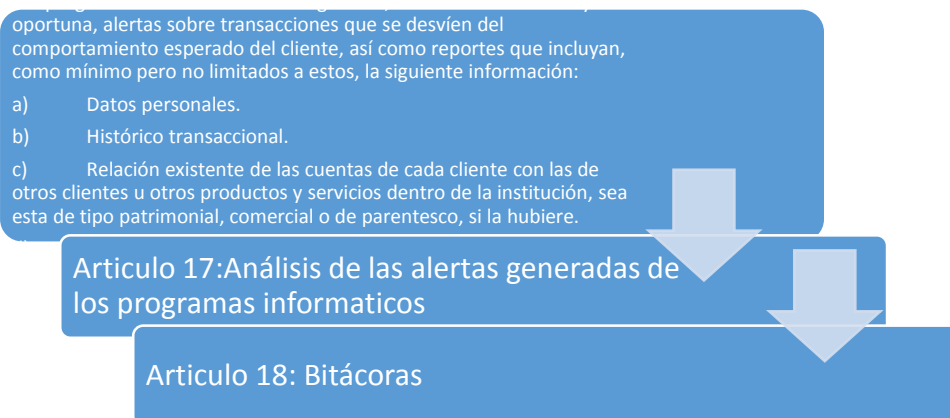 oportuna, alertas sobre transacciones que se desvíen del
comportamiento esperado del cliente, así como reportes que incluyan,
como mínimo pero no limitados a estos, la siguiente información:
a) Datos personales.
b) Histórico transaccional.
c) Relación existente de las cuentas de cada cliente con las de
otros clientes u otros productos y servicios dentro de la institución, sea
esta de tipo patrimonial, comercial o de parentesco, si la hubiere.
Articulo 17:Análisis de las alertas generadas de
los programas informaticos
Articulo 18: Bitácoras